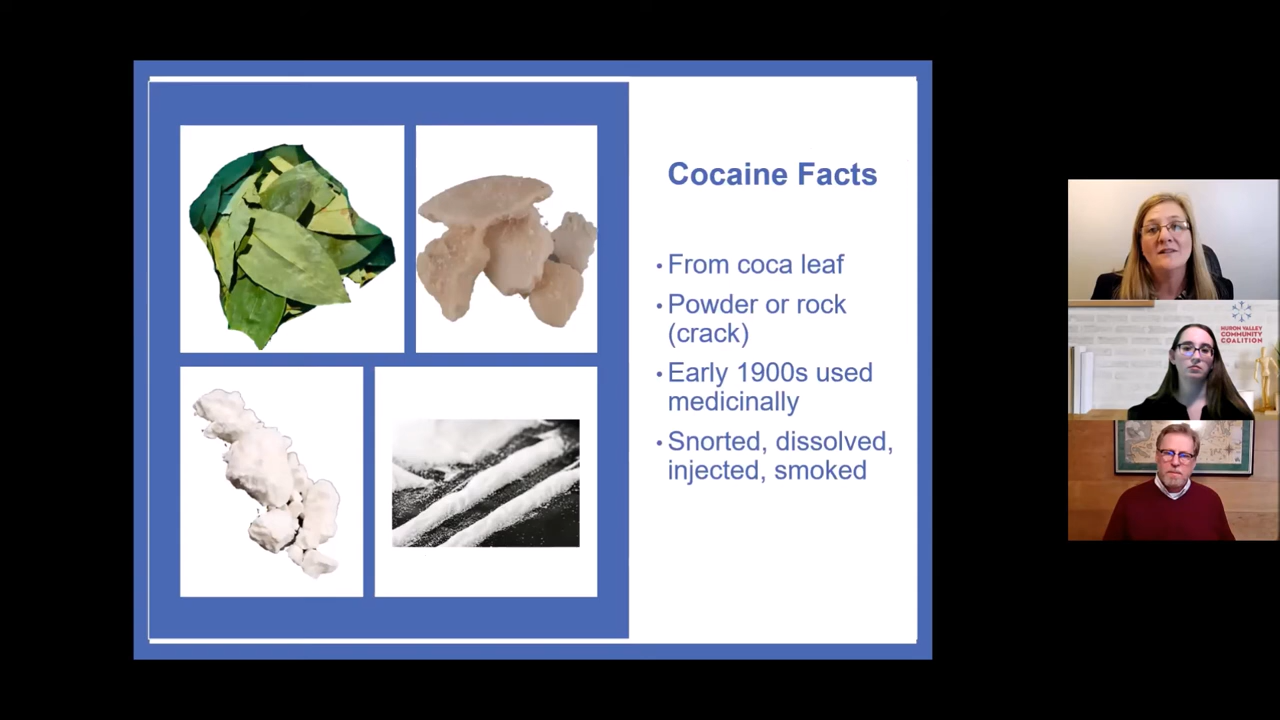 Cocaine Facts
• From coca leaf
• Powder or rock
(crack)
• Early 1900s used
medicinally
• Snorted, dissolved,
injected, smoked
HURON VALLEY
COMMUNITY
COALITION